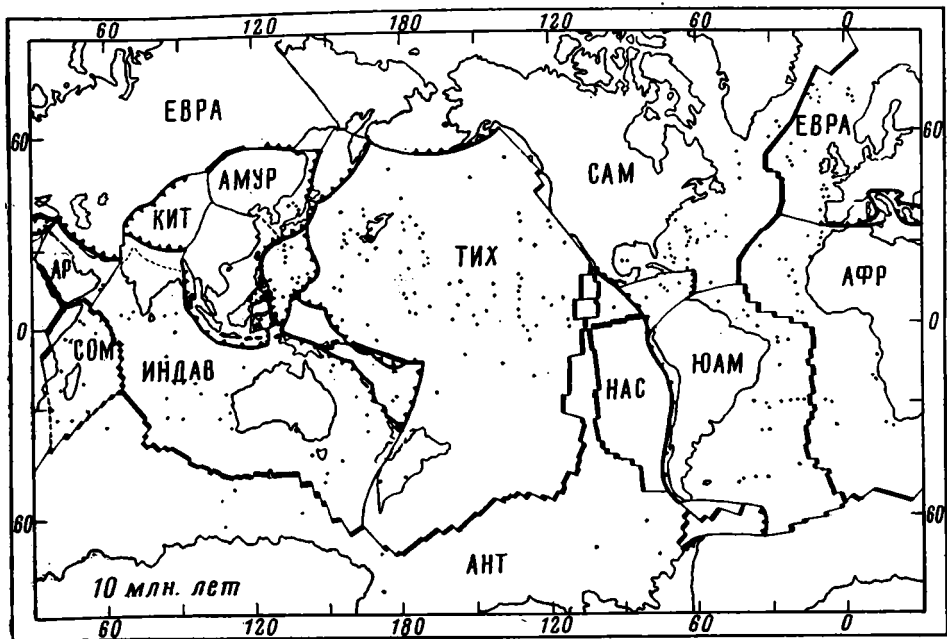 60 120 180 120 60 0
ЕВРА ЕВРА
60 60
АМУР САМ
КИТ
ТИХ
АР АФР
0 СОМ 0
ИНДАВ НАС ЮАМ
60 60
АНТ
10 млн. лет
60 120 180 120 60 0